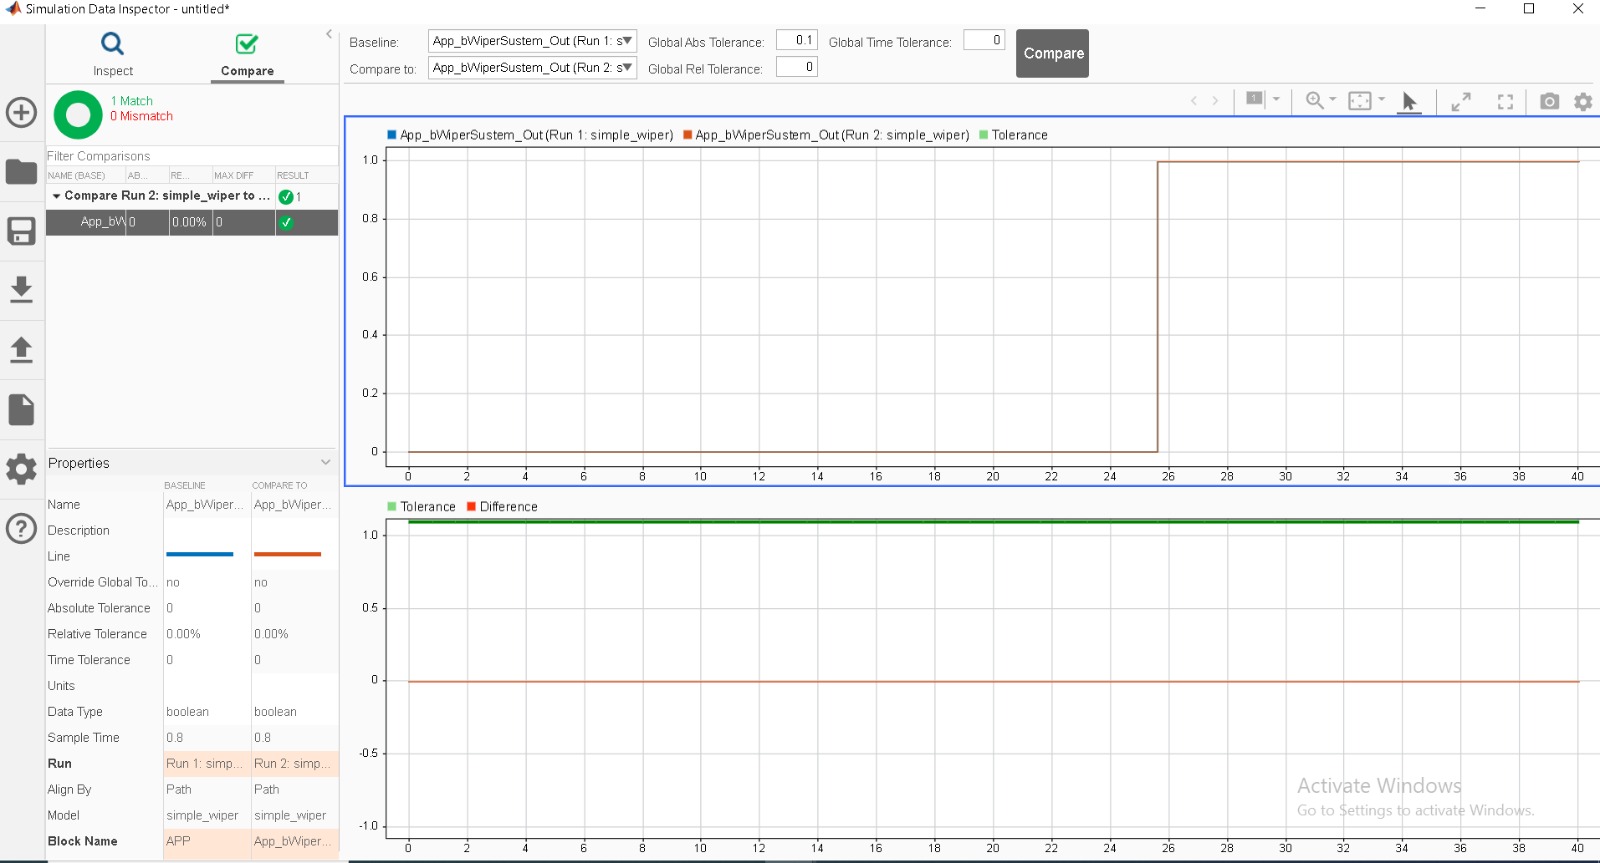 Simulation Data Inspector - untitled*
Inspect
Compare
1 Match
0 Mismatch
Filter Comparisons
NAME (BASE) AB... RE... MAX DIFF RESULT
Compare Run 2: simple_wiper to ... 1
App_bW 0 0.00% 0
Properties
BASELINE COMPARE TO
Name App_bWiper... App_bWiper...
Description
Line
Override Global To... no no
Absolute Tolerance 0 0
Relative Tolerance 0.00% 0.00%
Time Tolerance 0 0
Units
Data Type boolean boolean
Sample Time 0.8 0.8
Run Run 1: simp... Run 2: simp...
Align By Path Path
Model simple_wiper simple_wiper
Block Name APP App_bWiper...
Baseline: App_bWiperSustem_Out (Run 1: s Global Abs Tolerance: 0.1 Global Time Tolerance: 0
Compare to: App_bWiperSustem_Out (Run 2: s Global Rel Tolerance: 0
Compare
1
App_bWiperSustem_Out (Run 1: simple_wiper) App_bWiperSustem_Out (Run 2: simple_wiper) Tolerance
1.0
0.8
0.6
0.4
0.2
0
0 2 4 6 8 10 12 14 16 18 20 22 24 26 28 30 32 34 36 38 40
Tolerance Difference
1.0
0.5
0
-0.5
-1.0
0 2 4 6 8 10 12 14 16 18 20 22 24 26 28 30 32 34 36 38 40
Activate Windows
Go to Settings to activate Windows.